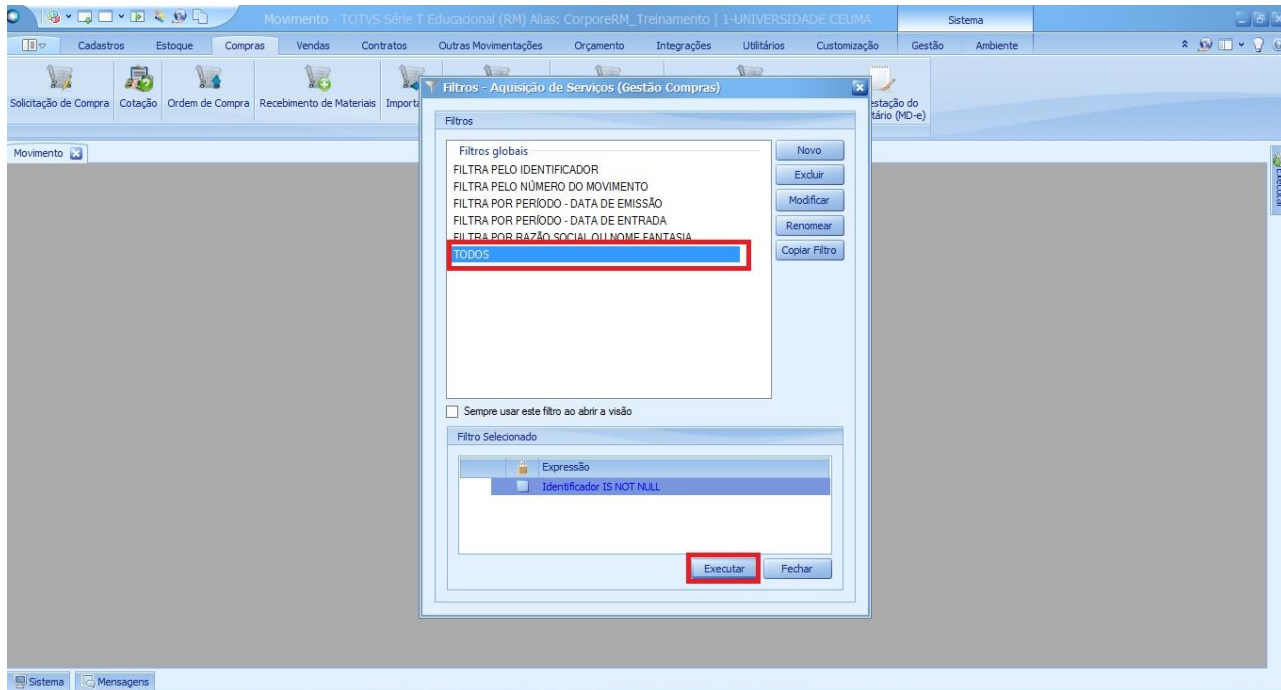 Movimento - TOTVS Série T Educacional (RM) Alias: CorporeRM_Treinamento | 1-UNIVERSIDADE CEUMA
Sistema
Cadastros Estoque Compras Vendas Contratos Outras Movimentações Orçamento Integrações Utilitários Customização Gestão Ambiente
Solicitação de Compra Cotação Ordem de Compra Recebimento de Materiais
(MD-e)
Movimento
Executar
Filtros - Aquisição de Serviços (Gestão Compras)
Filtros
Filtros globais
FILTRA PELO IDENTIFICADOR
FILTRA PELO NÚMERO DO MOVIMENTO
FILTRA POR PERÍODO - DATA DE EMISSÃO
FILTRA POR PERÍODO - DATA DE ENTRADA
FILTRA POR RAZÃO SOCIAL OU NOME FANTASIA
TODOS
Novo
Excluir
Modificar
Renomear
Copiar Filtro
Sempre usar este filtro ao abrir a visão
Filtro Selecionado
Expressão
Identificador IS NOT NULL
Executar Fechar
Sistema Mensagens